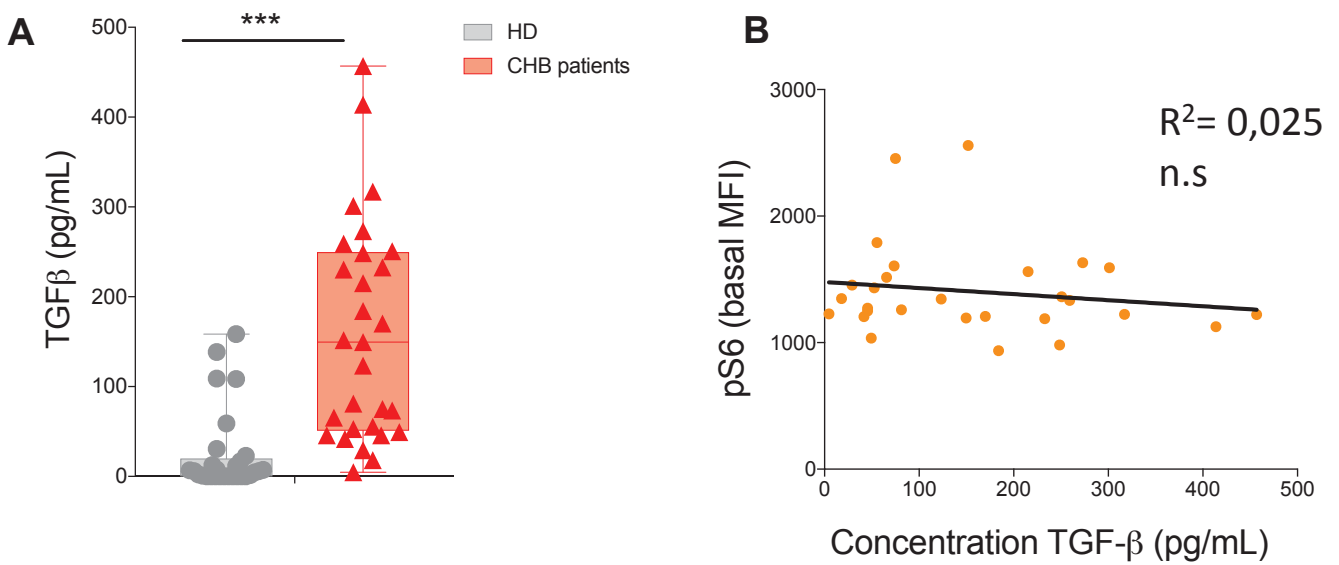 A
***
HD
CHB patients
TGFβ (pg/mL)
500
400
300
200
100
0
B
R²= 0,025
n.s
pS6 (basal MFI)
3000
2000
1000
0
0 100 200 300 400 500
Concentration TGF-β (pg/mL)